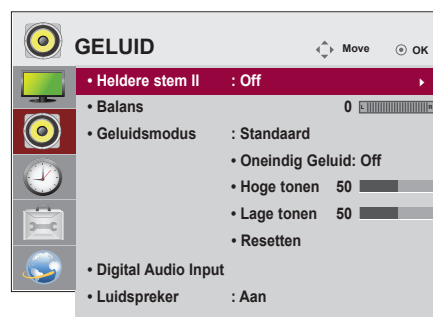 GELUID Move OK
• Heldere stem II : Off
• Balans 0 L R
• Geluidsmodus : Standaard
• Oneindig Geluid: Off
• Hoge tonen 50
• Lage tonen 50
• Resetten
• Digital Audio Input
• Luidspreker : Aan